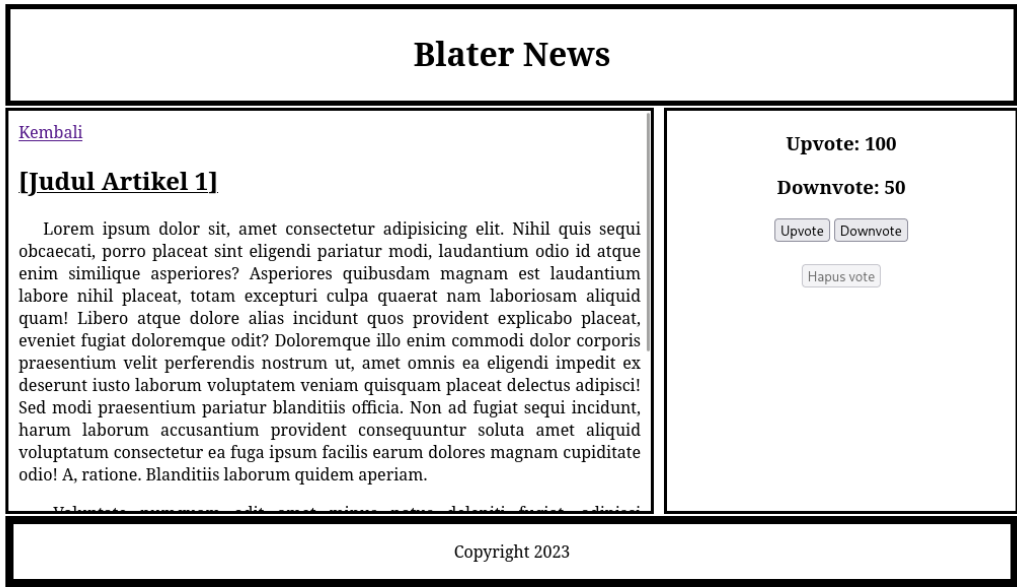 Blater News
Kembali
[Judul Artikel 1]
Lorem ipsum dolor sit, amet consectetur adipisicing elit. Nihil quis sequi
obcaecati, porro placeat sint eligendi pariatur modi, laudantium odio id atque
enim similique asperiores? Asperiores quibusdam magnam est laudantium
labore nihil placeat, totam excepturi culpa quaerat nam laboriosam aliquid
quam! Libero atque dolore alias incidunt quos provident explicabo placeat,
eveniet fugiat doloremque odit? Doloremque illo enim commodi dolor corporis
praesentium velit perferendis nostrum ut, amet omnis ea eligendi impedit ex
deserunt iusto laborum voluptatem veniam quisquam placeat delectus adipisci!
Sed modi praesentium pariatur blanditiis officia. Non ad fugiat sequi incidunt,
harum laborum accusantium provident consequuntur soluta amet aliquid
voluptatum consectetur ea fuga ipsum facilis earum dolores magnam cupiditate
odio! A, ratione. Blanditiis laborum quidem aperiam.
Upvote: 100
Downvote: 50
Upvote Downvote
Hapus vote
Copyright 2023